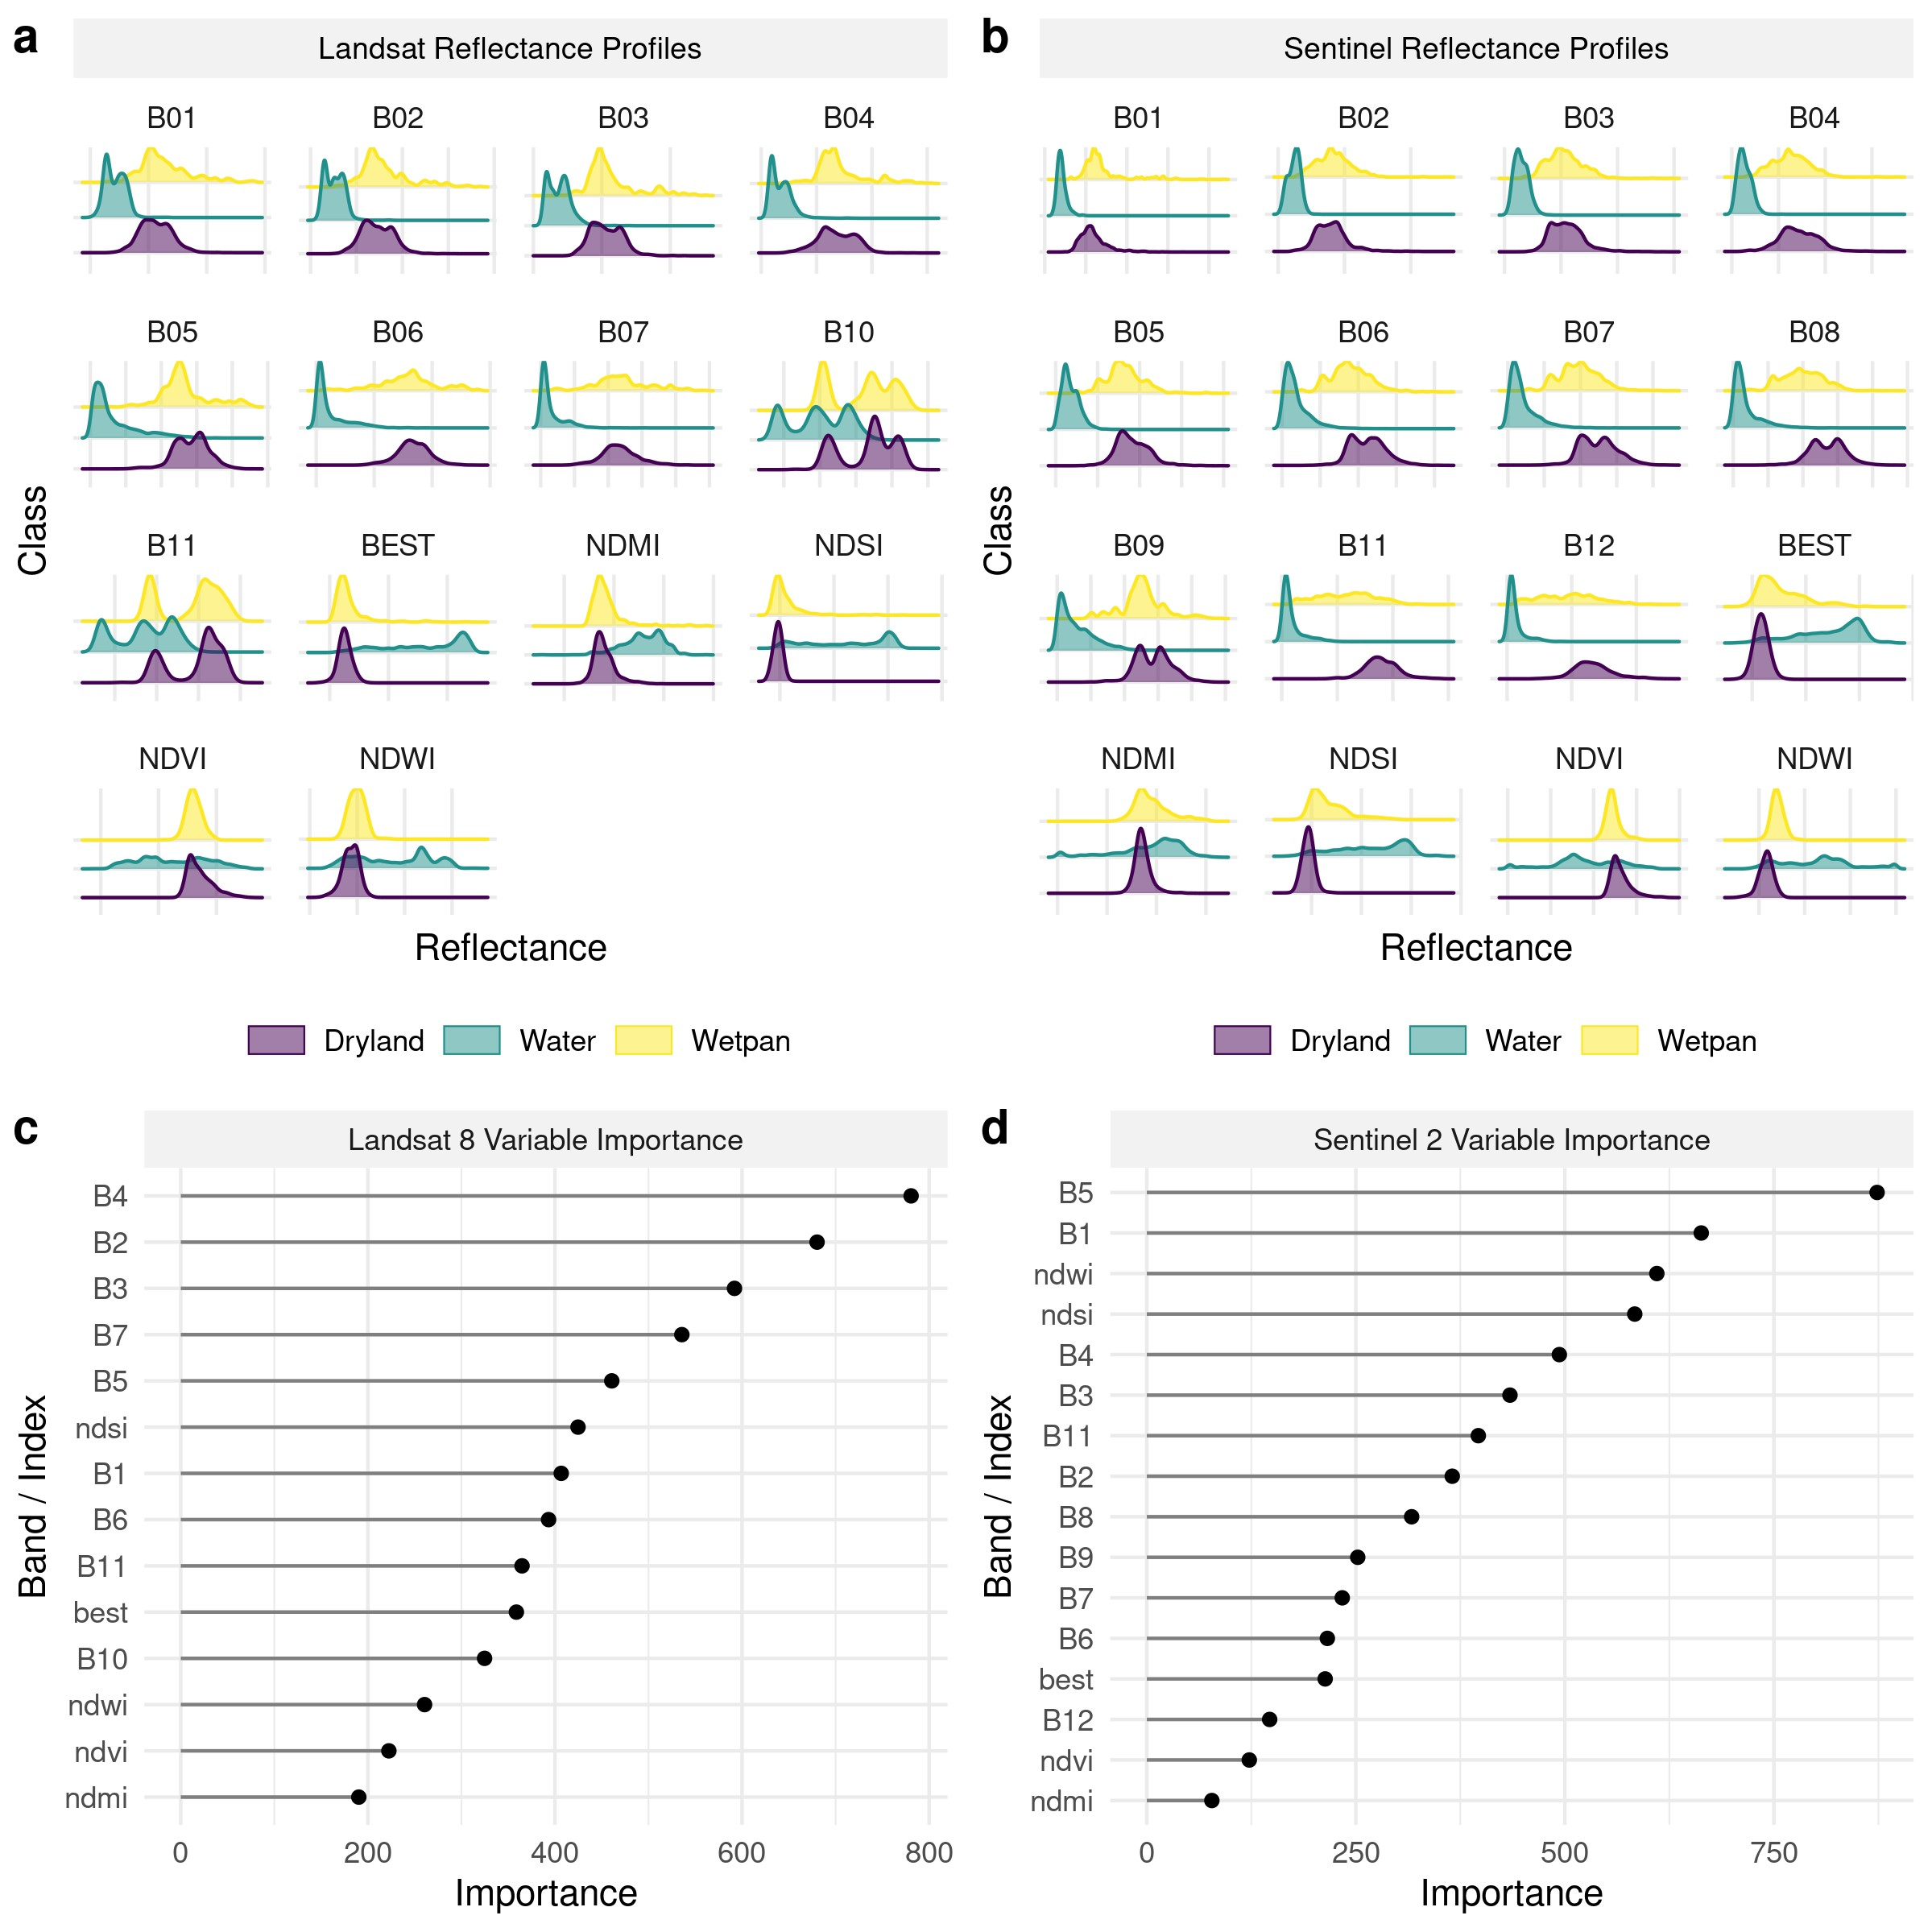 a
Landsat Reflectance Profiles
B01 B02 B03 B04
B05 B06 B07 B10
B11 BEST NDMI NDSI
NDVI NDWI
Class
Reflectance
Dryland Water Wetpan
b
Sentinel Reflectance Profiles
B01 B02 B03 B04
B05 B06 B07 B08
B09 B11 B12 BEST
NDMI NDSI NDVI NDWI
Class
Reflectance
Dryland Water Wetpan
c
Landsat 8 Variable Importance
B4
B2
B3
B7
B5
ndsi
B1
B6
B11
best
B10
ndwi
ndvi
ndmi
Band / Index
0 200 400 600 800
Importance
d
Sentinel 2 Variable Importance
B5
B1
ndwi
ndsi
B4
B3
B11
B2
B8
B9
B7
B6
best
B12
ndvi
ndmi
Band / Index
0 250 500 750
Importance